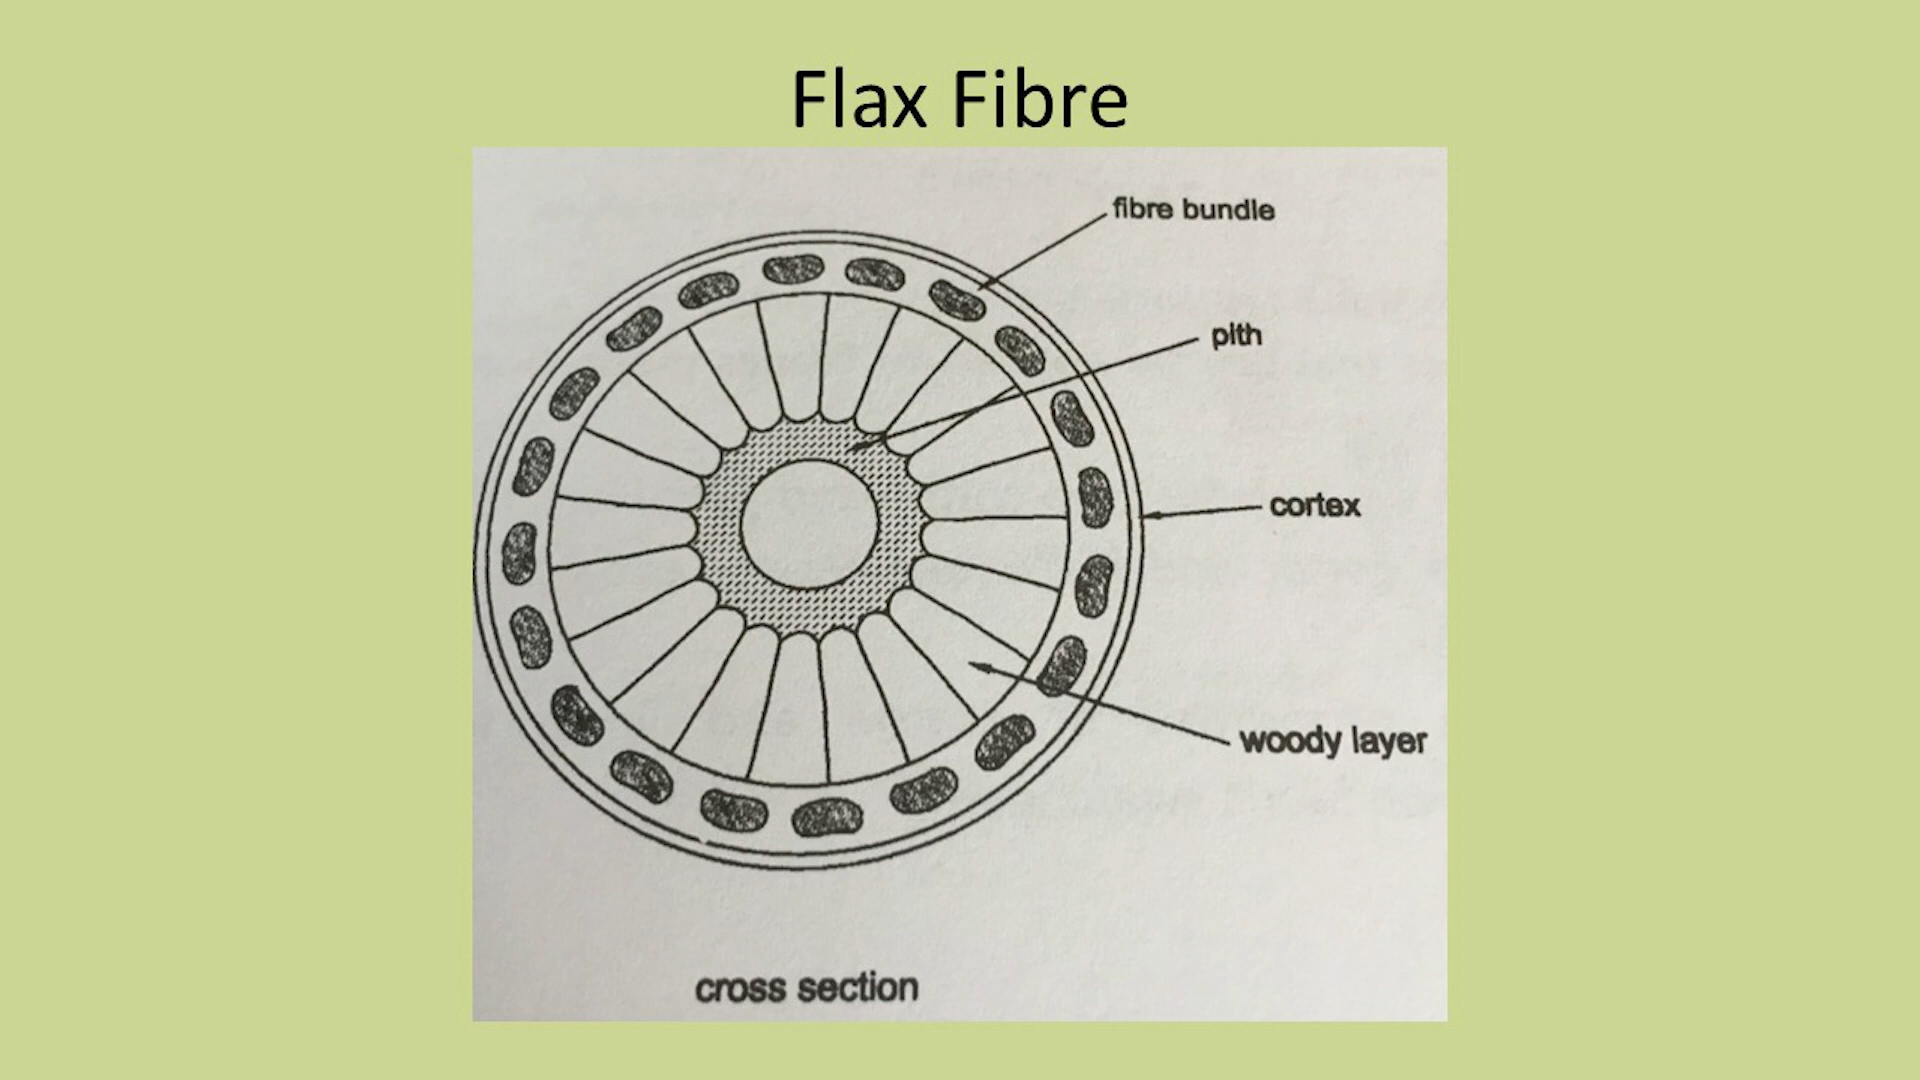 Flax Fibre
fibre bundle
pith
cortex
woody layer
cross section